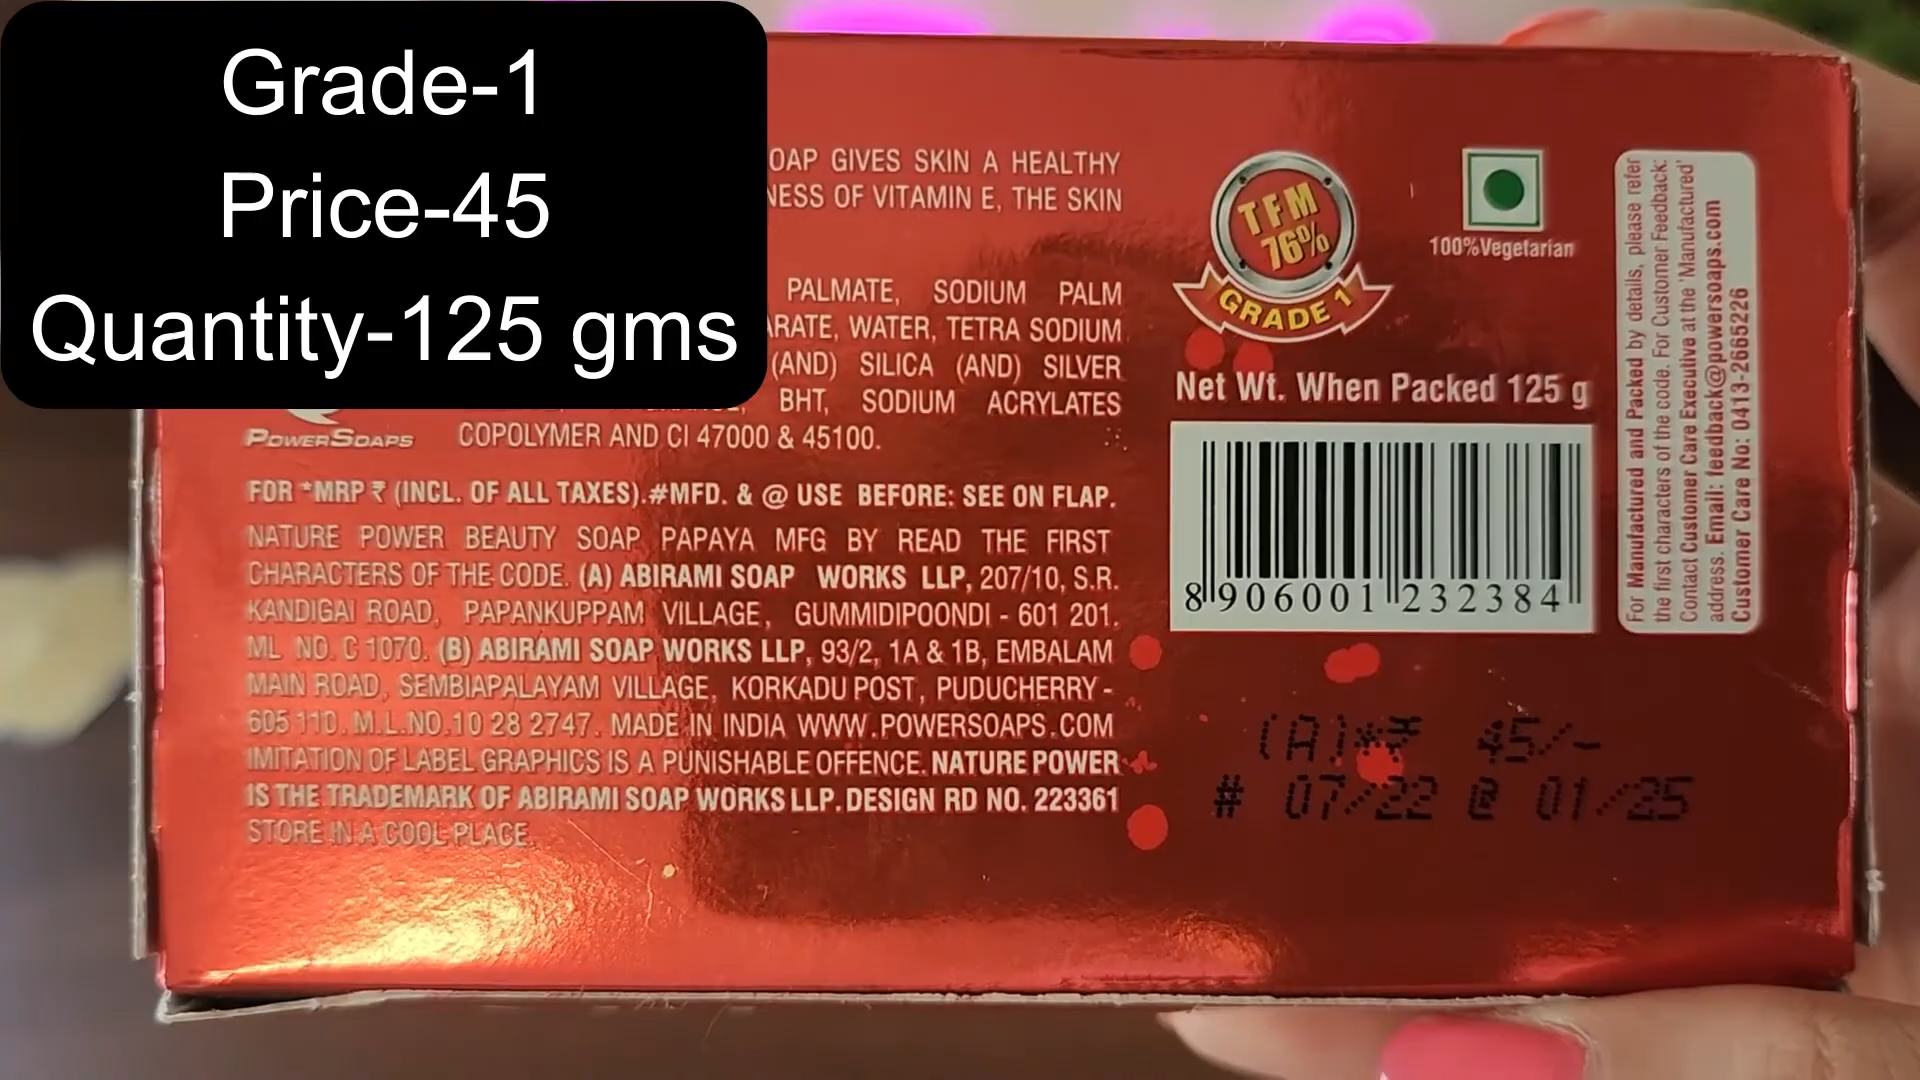 Grade-1
Price-45
Quantity-125 gms
OAP GIVES SKIN A HEALTHY
NESS OF VITAMIN E, THE SKIN
PALMATE, SODIUM PALM
ARATE, WATER, TETRA SODIUM
(AND) SILICA (AND) SILVER
BHT, SODIUM ACRYLATES
COPOLYMER AND CI 47000 & 45100.
POWERSOAPS
FOR *MRP ₹ (INCL. OF ALL TAXES).#MFD. & @ USE BEFORE: SEE ON FLAP.
NATURE POWER BEAUTY SOAP PAPAYA MFG BY READ THE FIRST
CHARACTERS OF THE CODE. (A) ABIRAMI SOAP WORKS LLP, 207/10, S.R.
KANDIGAI ROAD, PAPANKUPPAM VILLAGE, GUMMIDIPOONDI - 601 201.
ML NO. C 1070. (B) ABIRAMI SOAP WORKS LLP, 93/2, 1A & 1B, EMBALAM
MAIN ROAD, SEMBIAPALAYAM VILLAGE, KORKADU POST, PUDUCHERRY -
605 110. M.L.NO.10 28 2747. MADE IN INDIA WWW.POWERSOAPS.COM
IMITATION OF LABEL GRAPHICS IS A PUNISHABLE OFFENCE. NATURE POWER
IS THE TRADEMARK OF ABIRAMI SOAP WORKS LLP. DESIGN RD NO. 223361
STORE IN A COOL PLACE.
TFM
76%
GRADE 1
100%Vegetarian
Net Wt. When Packed 125 g
8 906001 232384
(A)*₹ 45/-
# 07/22 @ 01/25
For Manufactured and Packed by details, please refer
the first characters of the code. For Customer Feedback:
Contact Customer Care Executive at the 'Manufactured'
address. Email: feedback@powersoaps.com
Customer Care No: 0413-2665226